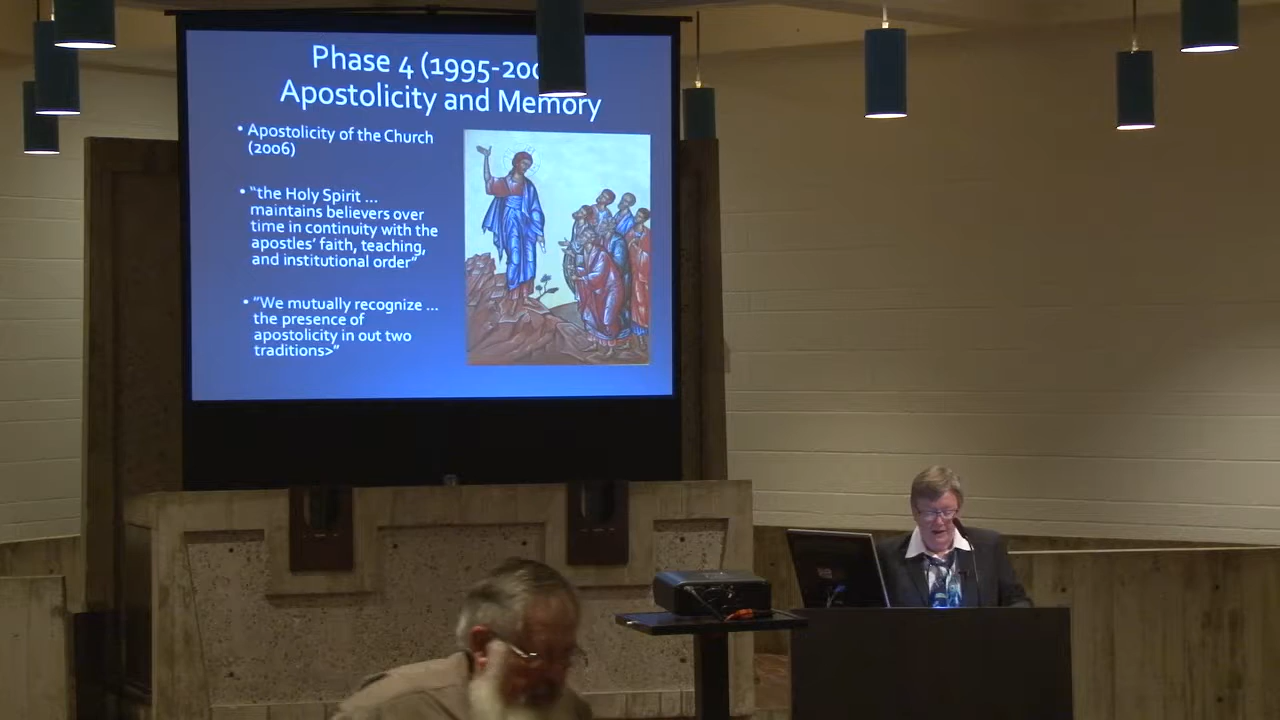 Phase 4 (1995-200
Apostolicity and Memory
• Apostolicity of the Church
(2006)
• "the Holy Spirit ...
maintains believers over
time in continuity with the
apostles' faith, teaching,
and institutional order"
• "We mutually recognize ...
the presence of
apostolicity in out two
traditions>"